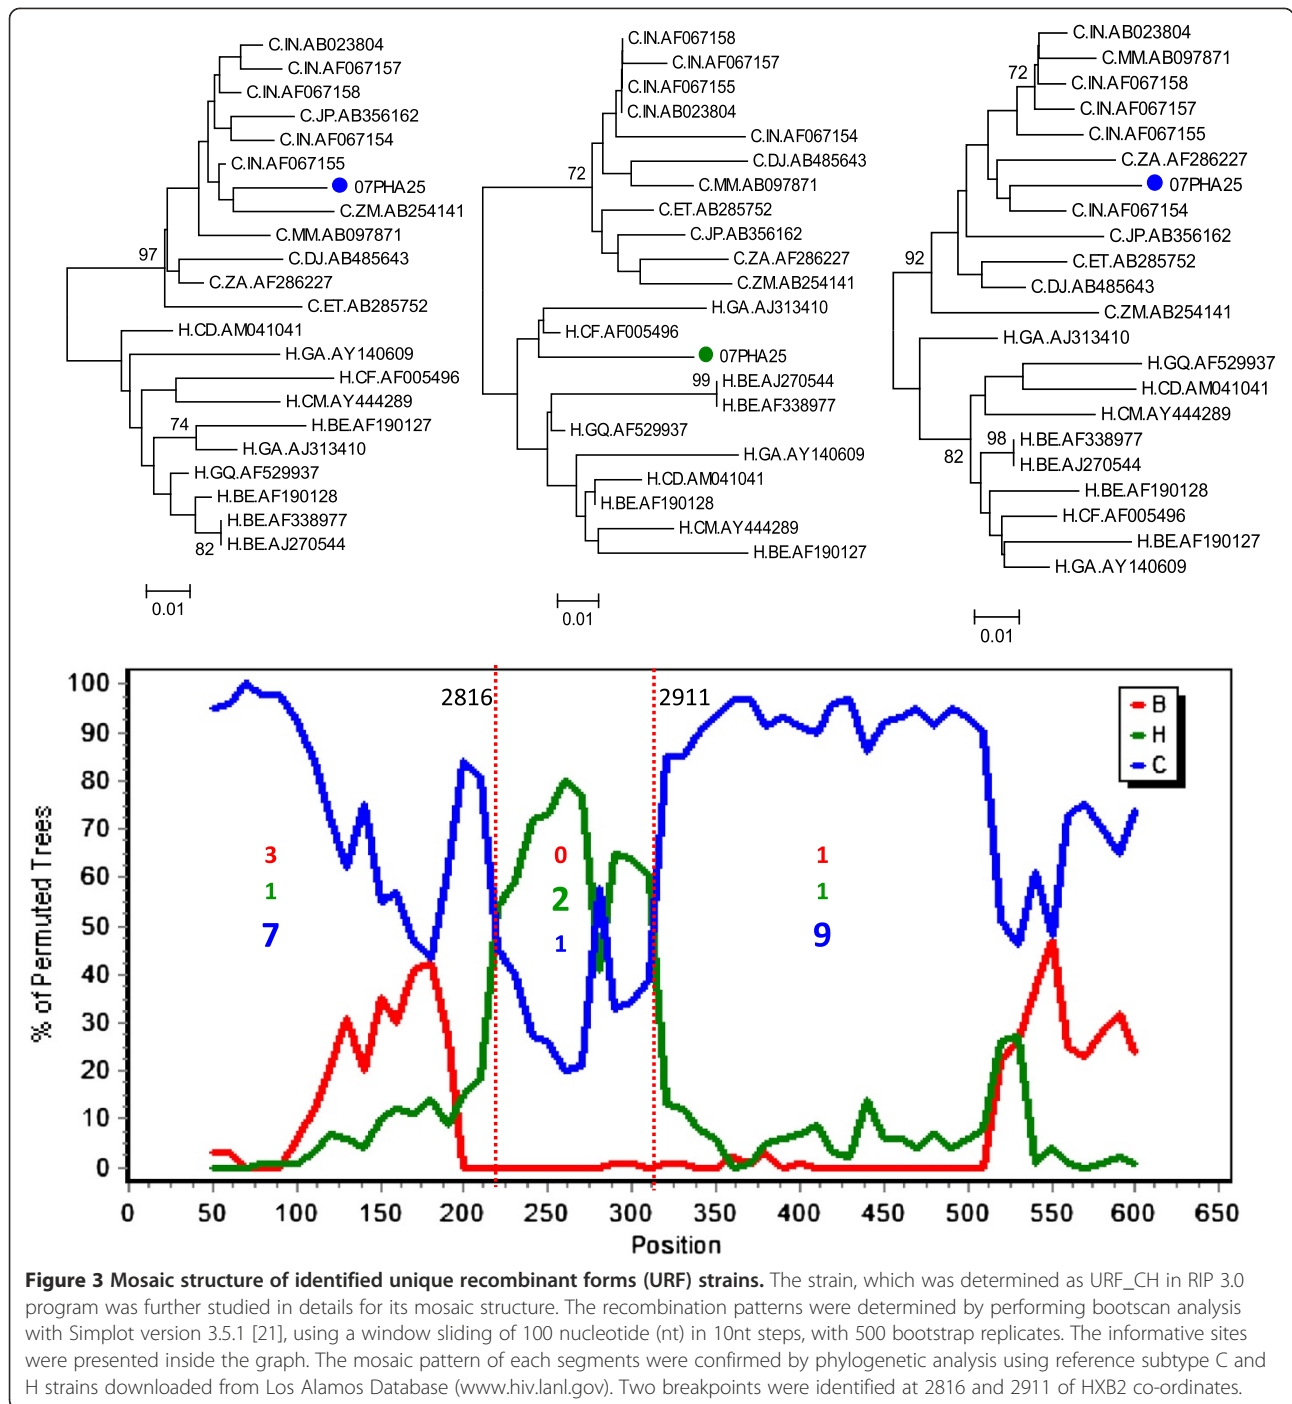 C.IN.AB023804
C.IN.AF067157
C.IN.AF067158
C.JP.AB356162
C.IN.AF067154
C.IN.AF067155
07PHA25
C.ZM.AB254141
C.MM.AB097871
97
C.DJ.AB485643
C.ZA.AF286227
C.ET.AB285752
H.CD.AM041041
H.GA.AY140609
H.CF.AF005496
H.CM.AY444289
74
H.BE.AF190127
H.GA.AJ313410
H.GQ.AF529937
H.BE.AF190128
H.BE.AF338977
82
H.BE.AJ270544
0.01
C.IN.AF067158
C.IN.AF067157
C.IN.AF067155
C.IN.AB023804
C.IN.AF067154
C.DJ.AB485643
72
C.MM.AB097871
C.ET.AB285752
C.JP.AB356162
C.ZA.AF286227
C.ZM.AB254141
H.GA.AJ313410
H.CF.AF005496
07PHA25
99
H.BE.AJ270544
H.BE.AF338977
H.GQ.AF529937
H.GA.AY140609
H.CD.AM041041
H.BE.AF190128
H.CM.AY444289
H.BE.AF190127
0.01
C.IN.AB023804
C.MM.AB097871
72
C.IN.AF067158
C.IN.AF067157
C.IN.AF067155
C.ZA.AF286227
07PHA25
C.IN.AF067154
C.JP.AB356162
92
C.ET.AB285752
C.DJ.AB485643
C.ZM.AB254141
H.GA.AJ313410
H.GQ.AF529937
H.CD.AM041041
H.CM.AY444289
98
H.BE.AF338977
82
H.BE.AJ270544
H.BE.AF190128
H.CF.AF005496
H.BE.AF190127
H.GA.AY140609
0.01
% of Permuted Trees
100
90
80
70
60
50
40
30
20
10
0
2816
2911
B
H
C
3
1
7
0
2
1
1
1
9
0 50 100 150 200 250 300 350 400 450 500 550 600 650
Position
Figure 3 Mosaic structure of identified unique recombinant forms (URF) strains. The strain, which was determined as URF_CH in RIP 3.0
program was further studied in details for its mosaic structure. The recombination patterns were determined by performing bootscan analysis
with Simplot version 3.5.1 [21], using a window sliding of 100 nucleotide (nt) in 10nt steps, with 500 bootstrap replicates. The informative sites
were presented inside the graph. The mosaic pattern of each segments were confirmed by phylogenetic analysis using reference subtype C and
H strains downloaded from Los Alamos Database (www.hiv.lanl.gov). Two breakpoints were identified at 2816 and 2911 of HXB2 co-ordinates.